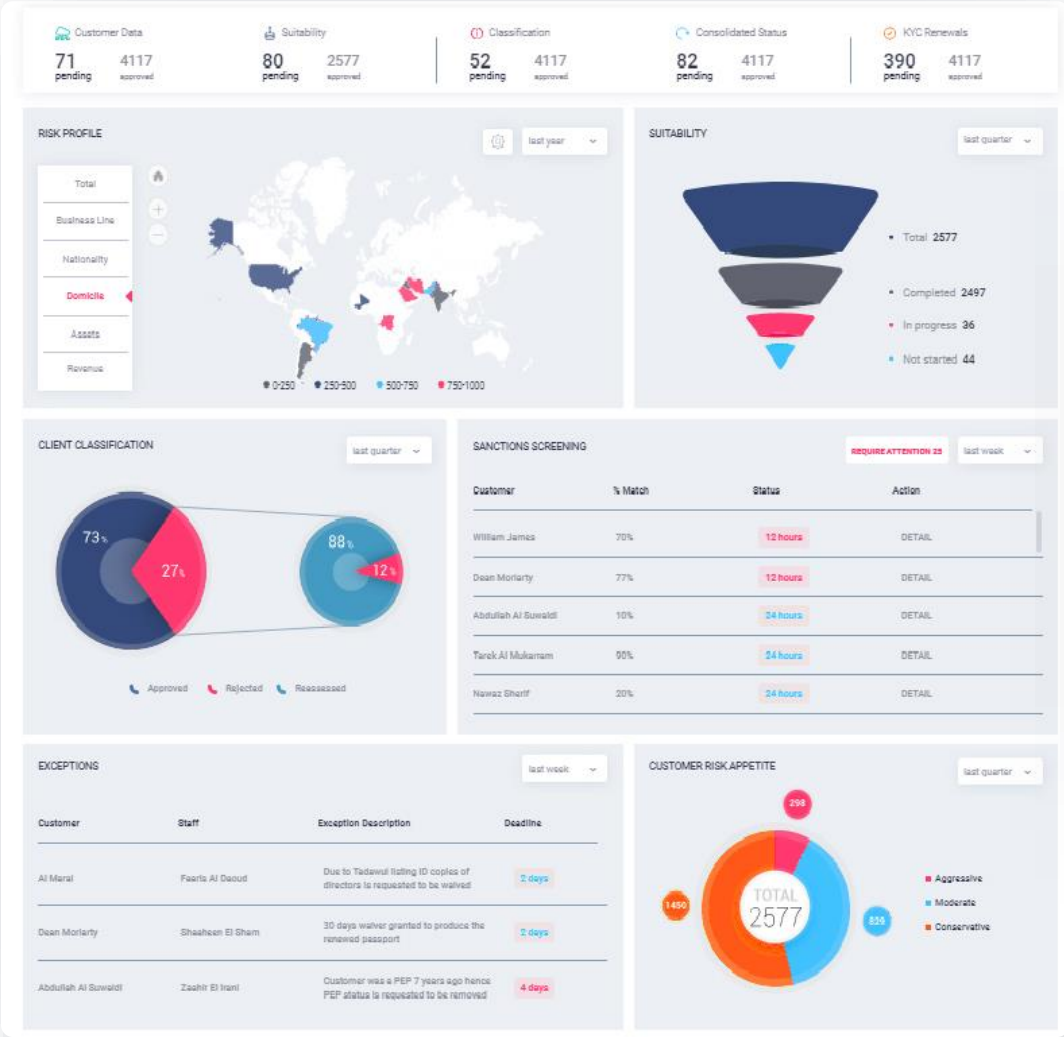 Customer Data
71 4117
pending approved
Suitability
80 2577
pending approved
Classification
52 4117
pending approved
Consolidated Status
82 4117
pending approved
KYC Renewals
390 4117
pending approved
RISK PROFILE
last year
Total
Business Line
Nationality
Domicile
Assets
Revenue
0-250 250-500 500-750 750-1000
SUITABILITY
last quarter
Total 2577
Completed 2497
In progress 36
Not started 44
CLIENT CLASSIFICATION
last quarter
73%
27%
88%
12%
Approved Rejected Reassessed
SANCTIONS SCREENING
REQUIRE ATTENTION 25 last week
Customer % Match Status Action
William James 70% 12 hours DETAIL
Dean Moriarty 77% 12 hours DETAIL
Abdullah Al Suwaidi 10% 24 hours DETAIL
Tarek Al Mukarram 90% 24 hours DETAIL
Nawaz Sherif 20% 24 hours DETAIL
EXCEPTIONS
last week
Customer Staff Exception Description Deadline
Al Marai Faeris Al Daoud Due to Tadawul listing ID copies of
directors is requested to be waived 2 days
Dean Moriarty Shaaheen El Sham 30 days waiver granted to produce the
renewed passport 2 days
Abdullah Al Suwaidi Zaahir El Irani Customer was a PEP 7 years ago hence
PEP status is requested to be removed 4 days
CUSTOMER RISK APPETITE
last quarter
298
1450
TOTAL
2577
Aggressive
Moderate
Conservative